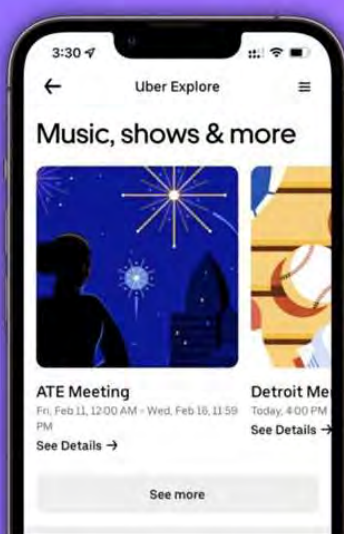 3:30
Uber Explore
Music, shows & more
ATE Meeting
Fri, Feb 11, 12:00 AM - Wed, Feb 16, 11:59
PM
See Details →
Detroit
Today, 4:00 PM
See Details →
See more